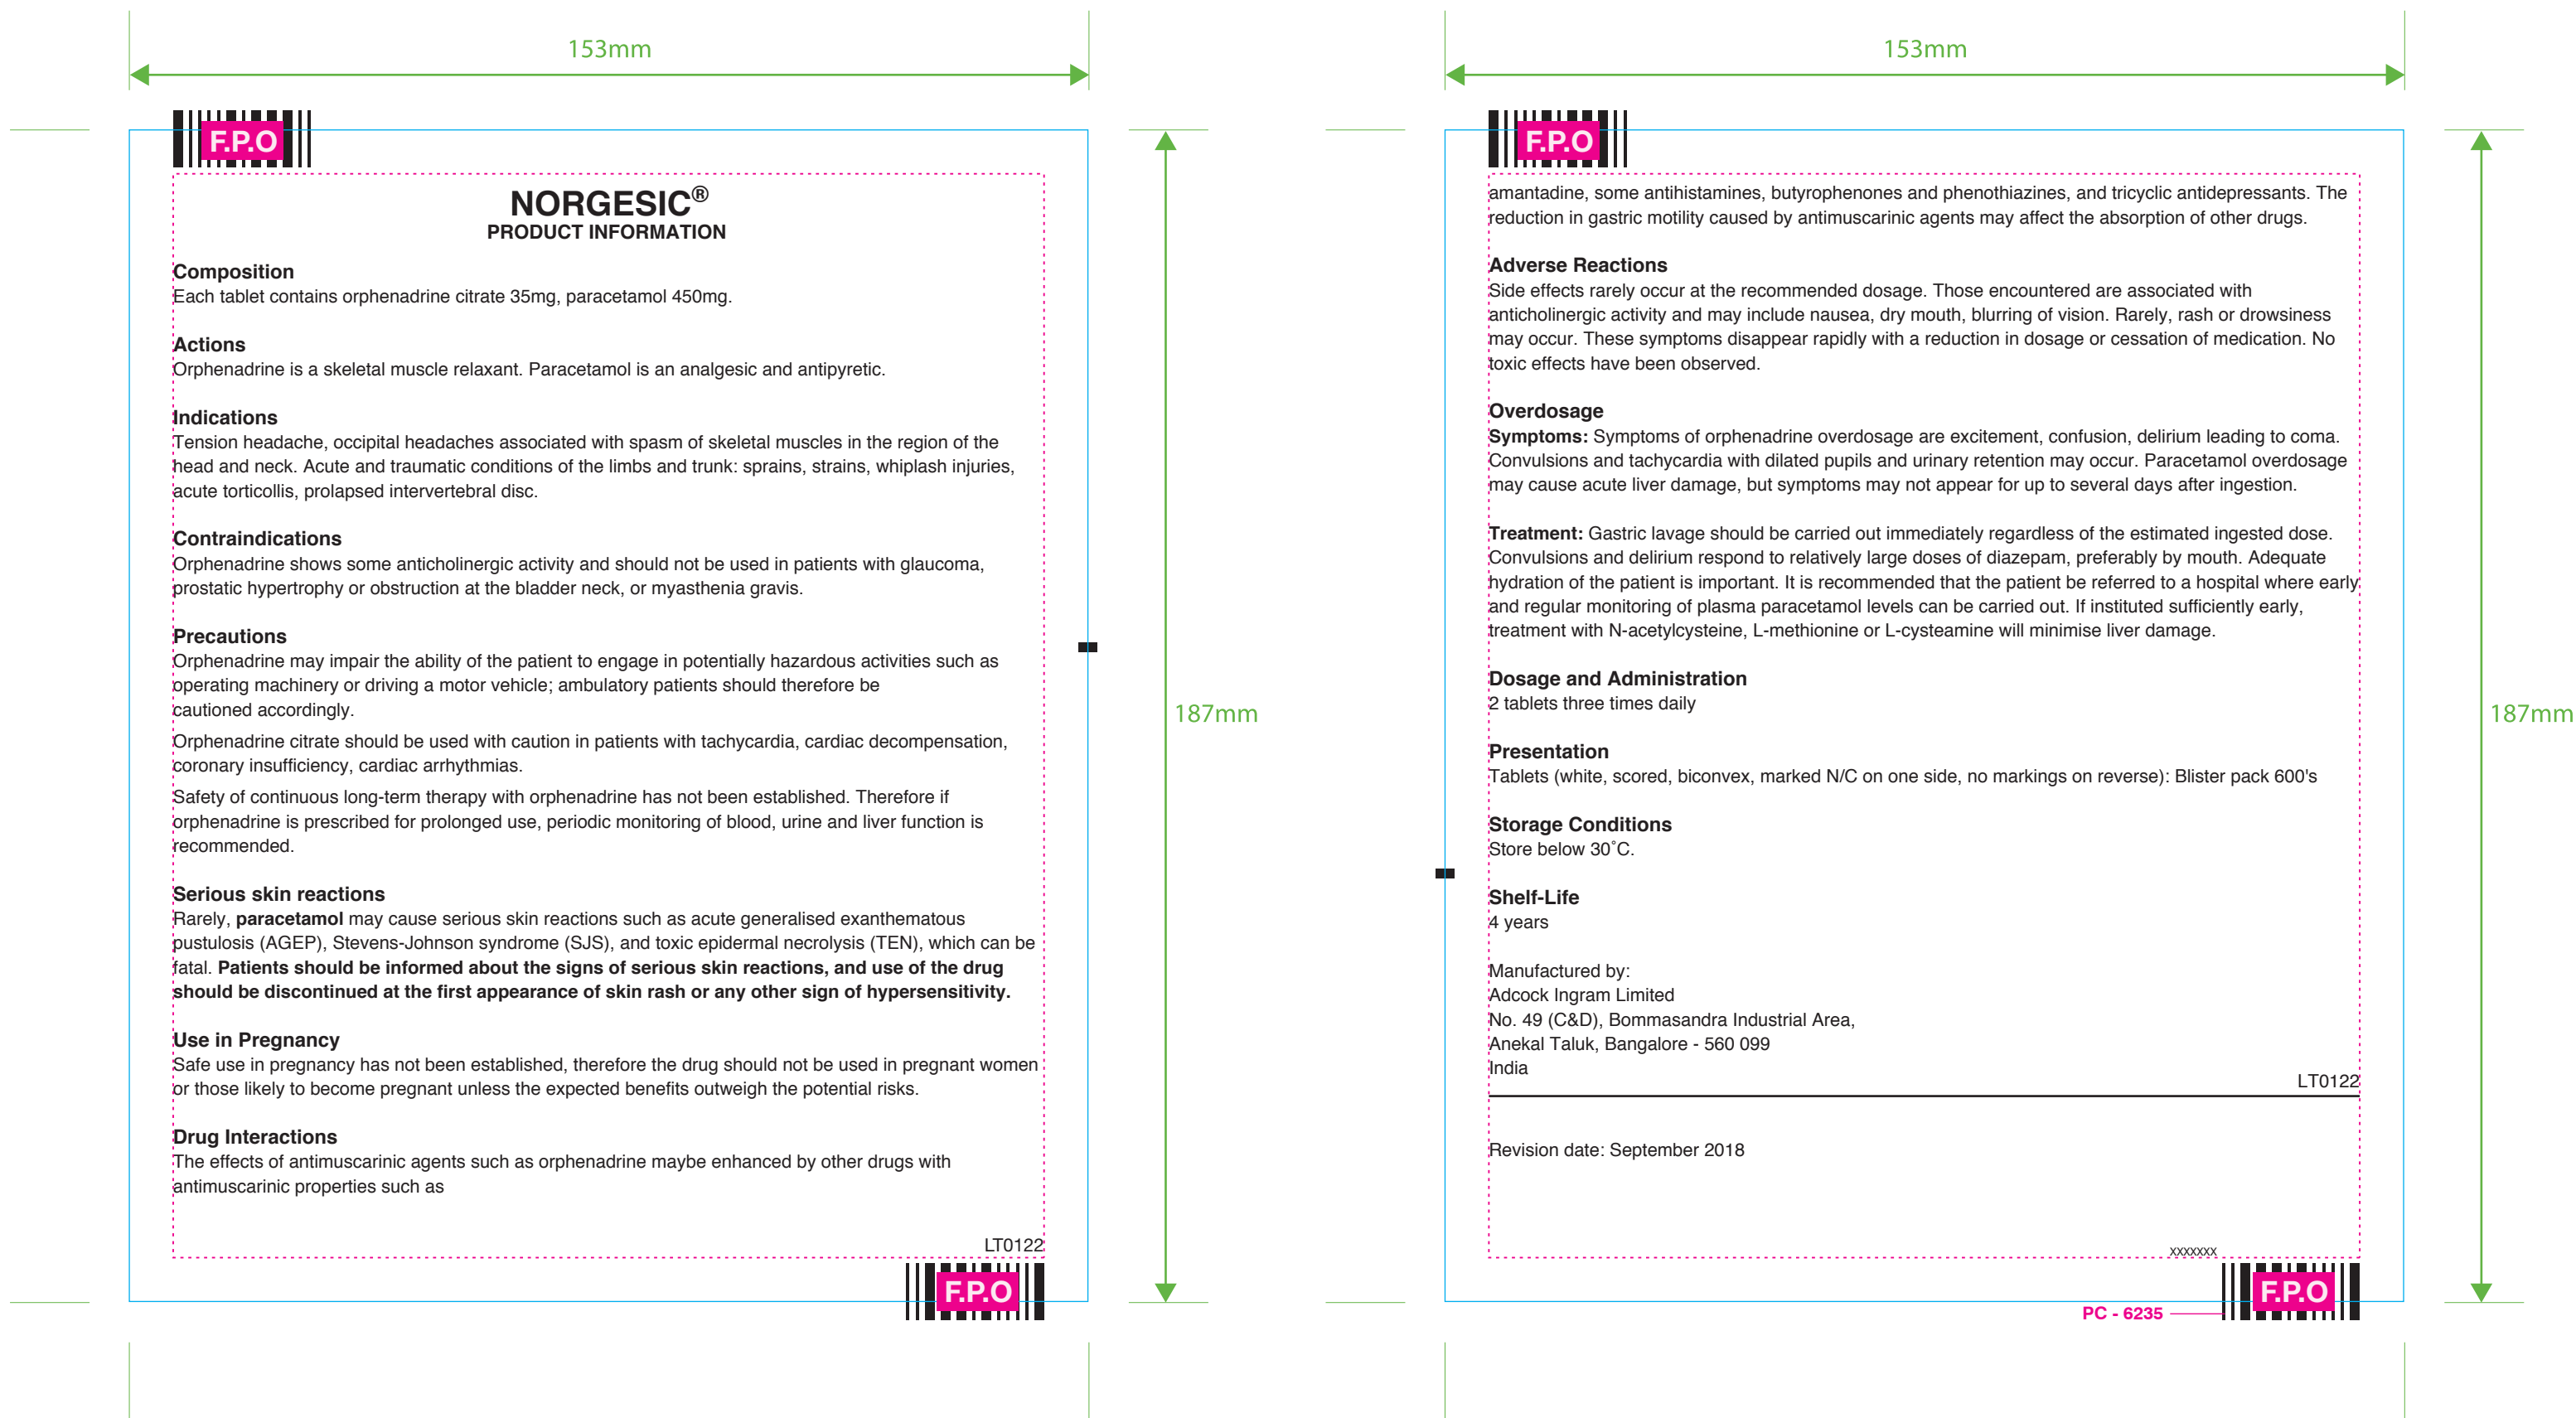 153mm
F.P.O
NORGESIC®
PRODUCT INFORMATION
Composition
Each tablet contains orphenadrine citrate 35mg, paracetamol 450mg.
Actions
Orphenadrine is a skeletal muscle relaxant. Paracetamol is an analgesic and antipyretic.
Indications
Tension headache, occipital headaches associated with spasm of skeletal muscles in the region of the
head and neck. Acute and traumatic conditions of the limbs and trunk: sprains, strains, whiplash injuries,
acute torticollis, prolapsed intervertebral disc.
Contraindications
Orphenadrine shows some anticholinergic activity and should not be used in patients with glaucoma,
prostatic hypertrophy or obstruction at the bladder neck, or myasthenia gravis.
Precautions
Orphenadrine may impair the ability of the patient to engage in potentially hazardous activities such as
operating machinery or driving a motor vehicle; ambulatory patients should therefore be
cautioned accordingly.
Orphenadrine citrate should be used with caution in patients with tachycardia, cardiac decompensation,
coronary insufficiency, cardiac arrhythmias.
Safety of continuous long-term therapy with orphenadrine has not been established. Therefore if
orphenadrine is prescribed for prolonged use, periodic monitoring of blood, urine and liver function is
recommended.
Serious skin reactions
Rarely, paracetamol may cause serious skin reactions such as acute generalised exanthematous
pustulosis (AGEP), Stevens-Johnson syndrome (SJS), and toxic epidermal necrolysis (TEN), which can be
fatal. Patients should be informed about the signs of serious skin reactions, and use of the drug
should be discontinued at the first appearance of skin rash or any other sign of hypersensitivity.
Use in Pregnancy
Safe use in pregnancy has not been established, therefore the drug should not be used in pregnant women
or those likely to become pregnant unless the expected benefits outweigh the potential risks.
Drug Interactions
The effects of antimuscarinic agents such as orphenadrine maybe enhanced by other drugs with
antimuscarinic properties such as
LT0122
F.P.O
187mm
153mm
F.P.O
amantadine, some antihistamines, butyrophenones and phenothiazines, and tricyclic antidepressants. The
reduction in gastric motility caused by antimuscarinic agents may affect the absorption of other drugs.
Adverse Reactions
Side effects rarely occur at the recommended dosage. Those encountered are associated with
anticholinergic activity and may include nausea, dry mouth, blurring of vision. Rarely, rash or drowsiness
may occur. These symptoms disappear rapidly with a reduction in dosage or cessation of medication. No
toxic effects have been observed.
Overdosage
Symptoms: Symptoms of orphenadrine overdosage are excitement, confusion, delirium leading to coma.
Convulsions and tachycardia with dilated pupils and urinary retention may occur. Paracetamol overdosage
may cause acute liver damage, but symptoms may not appear for up to several days after ingestion.
Treatment: Gastric lavage should be carried out immediately regardless of the estimated ingested dose.
Convulsions and delirium respond to relatively large doses of diazepam, preferably by mouth. Adequate
hydration of the patient is important. It is recommended that the patient be referred to a hospital where early
and regular monitoring of plasma paracetamol levels can be carried out. If instituted sufficiently early,
treatment with N-acetylcysteine, L-methionine or L-cysteamine will minimise liver damage.
Dosage and Administration
2 tablets three times daily
Presentation
Tablets (white, scored, biconvex, marked N/C on one side, no markings on reverse): Blister pack 600's
Storage Conditions
Store below 30˚C.
Shelf-Life
4 years
Manufactured by:
Adcock Ingram Limited
No. 49 (C&D), Bommasandra Industrial Area,
Anekal Taluk, Bangalore - 560 099
India
LT0122
Revision date: September 2018
xxxxxxx
F.P.O
PC - 6235
187mm